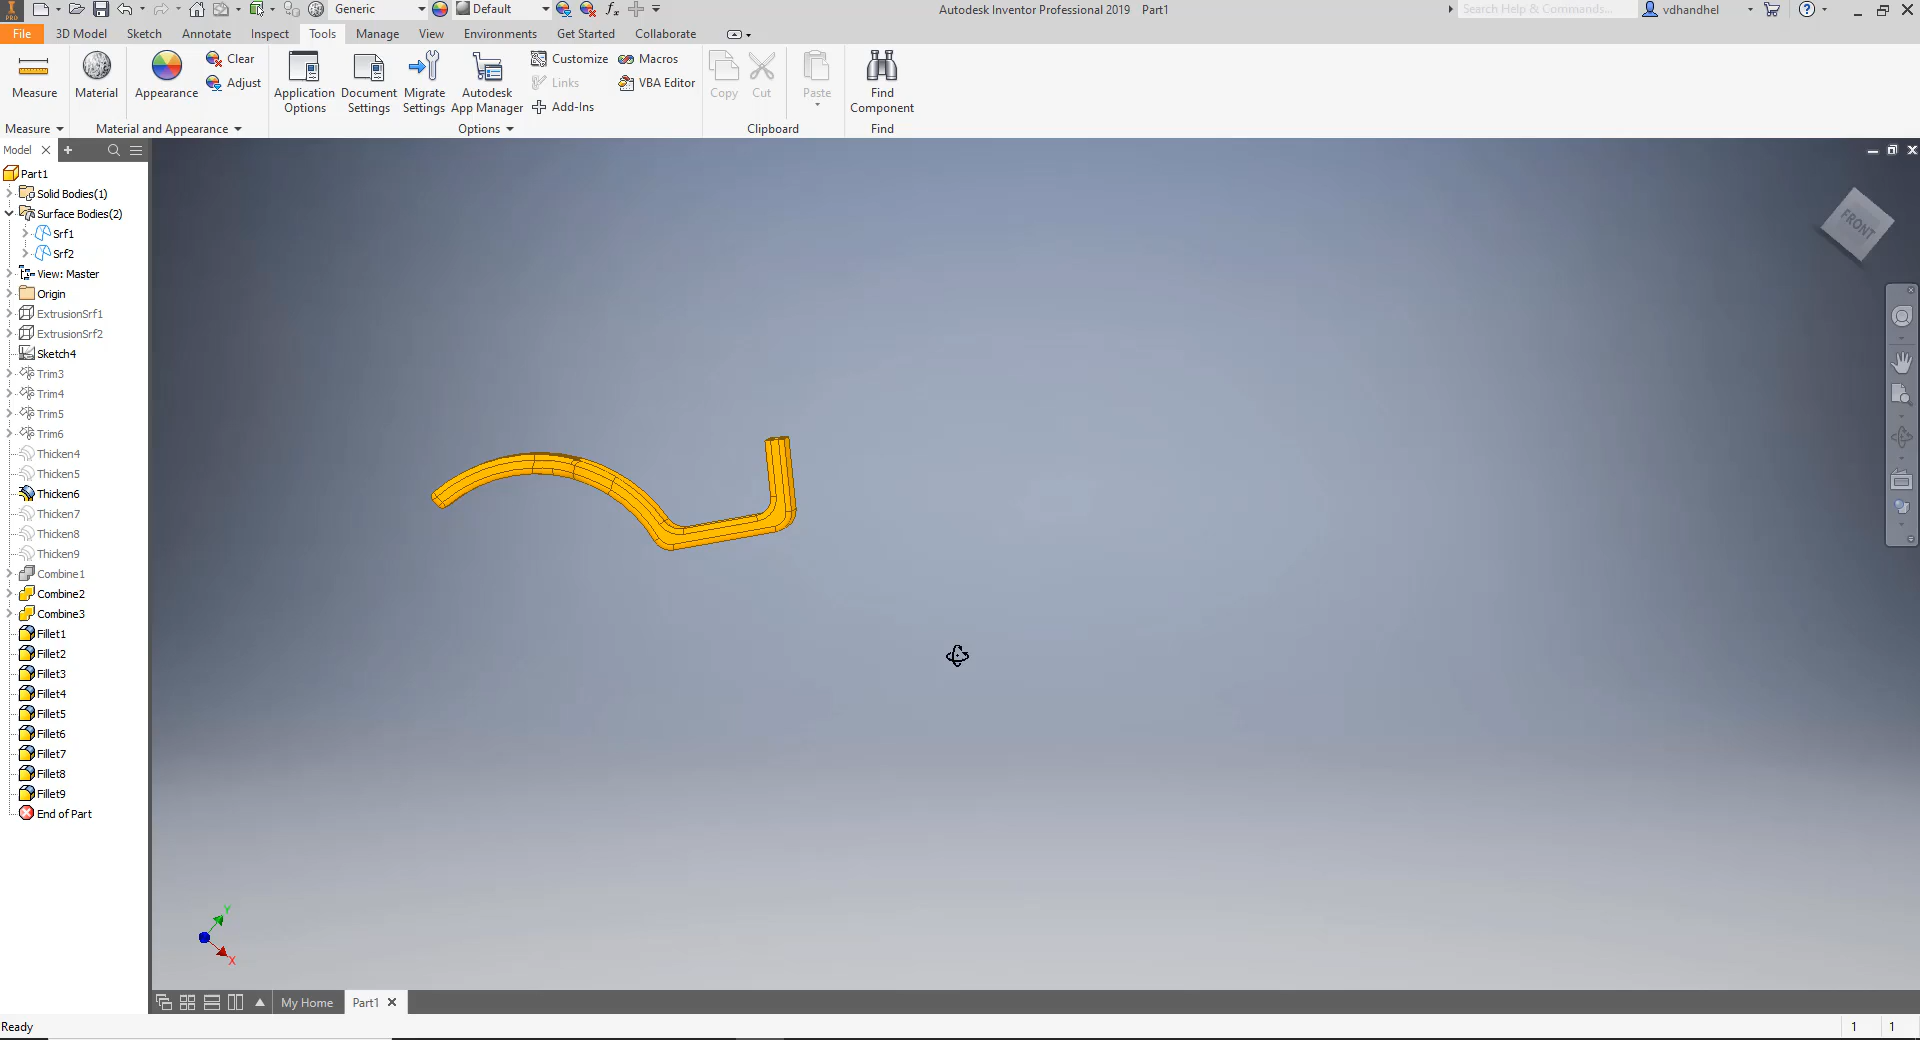 Generic
Default
Autodesk Inventor Professional 2019 Part1
Search Help & Commands...
vdhandhel
File 3D Model Sketch Annotate Inspect Tools Manage View Environments Get Started Collaborate
Measure
Material
Appearance
Clear
Adjust
Application Options
Document Settings
Migrate Settings
Autodesk App Manager
Customize
Links
Add-Ins
Macros
VBA Editor
Copy
Cut
Paste
Find Component
Measure
Material and Appearance
Options
Clipboard
Find
Model
Part1
Solid Bodies(1)
Surface Bodies(2)
Srf1
Srf2
View: Master
Origin
ExtrusionSrf1
ExtrusionSrf2
Sketch4
Trim3
Trim4
Trim5
Trim6
Thicken4
Thicken5
Thicken6
Thicken7
Thicken8
Thicken9
Combine1
Combine2
Combine3
Fillet1
Fillet2
Fillet3
Fillet4
Fillet5
Fillet6
Fillet7
Fillet8
Fillet9
End of Part
FRONT
Y
X
My Home
Part1
Ready
1 1